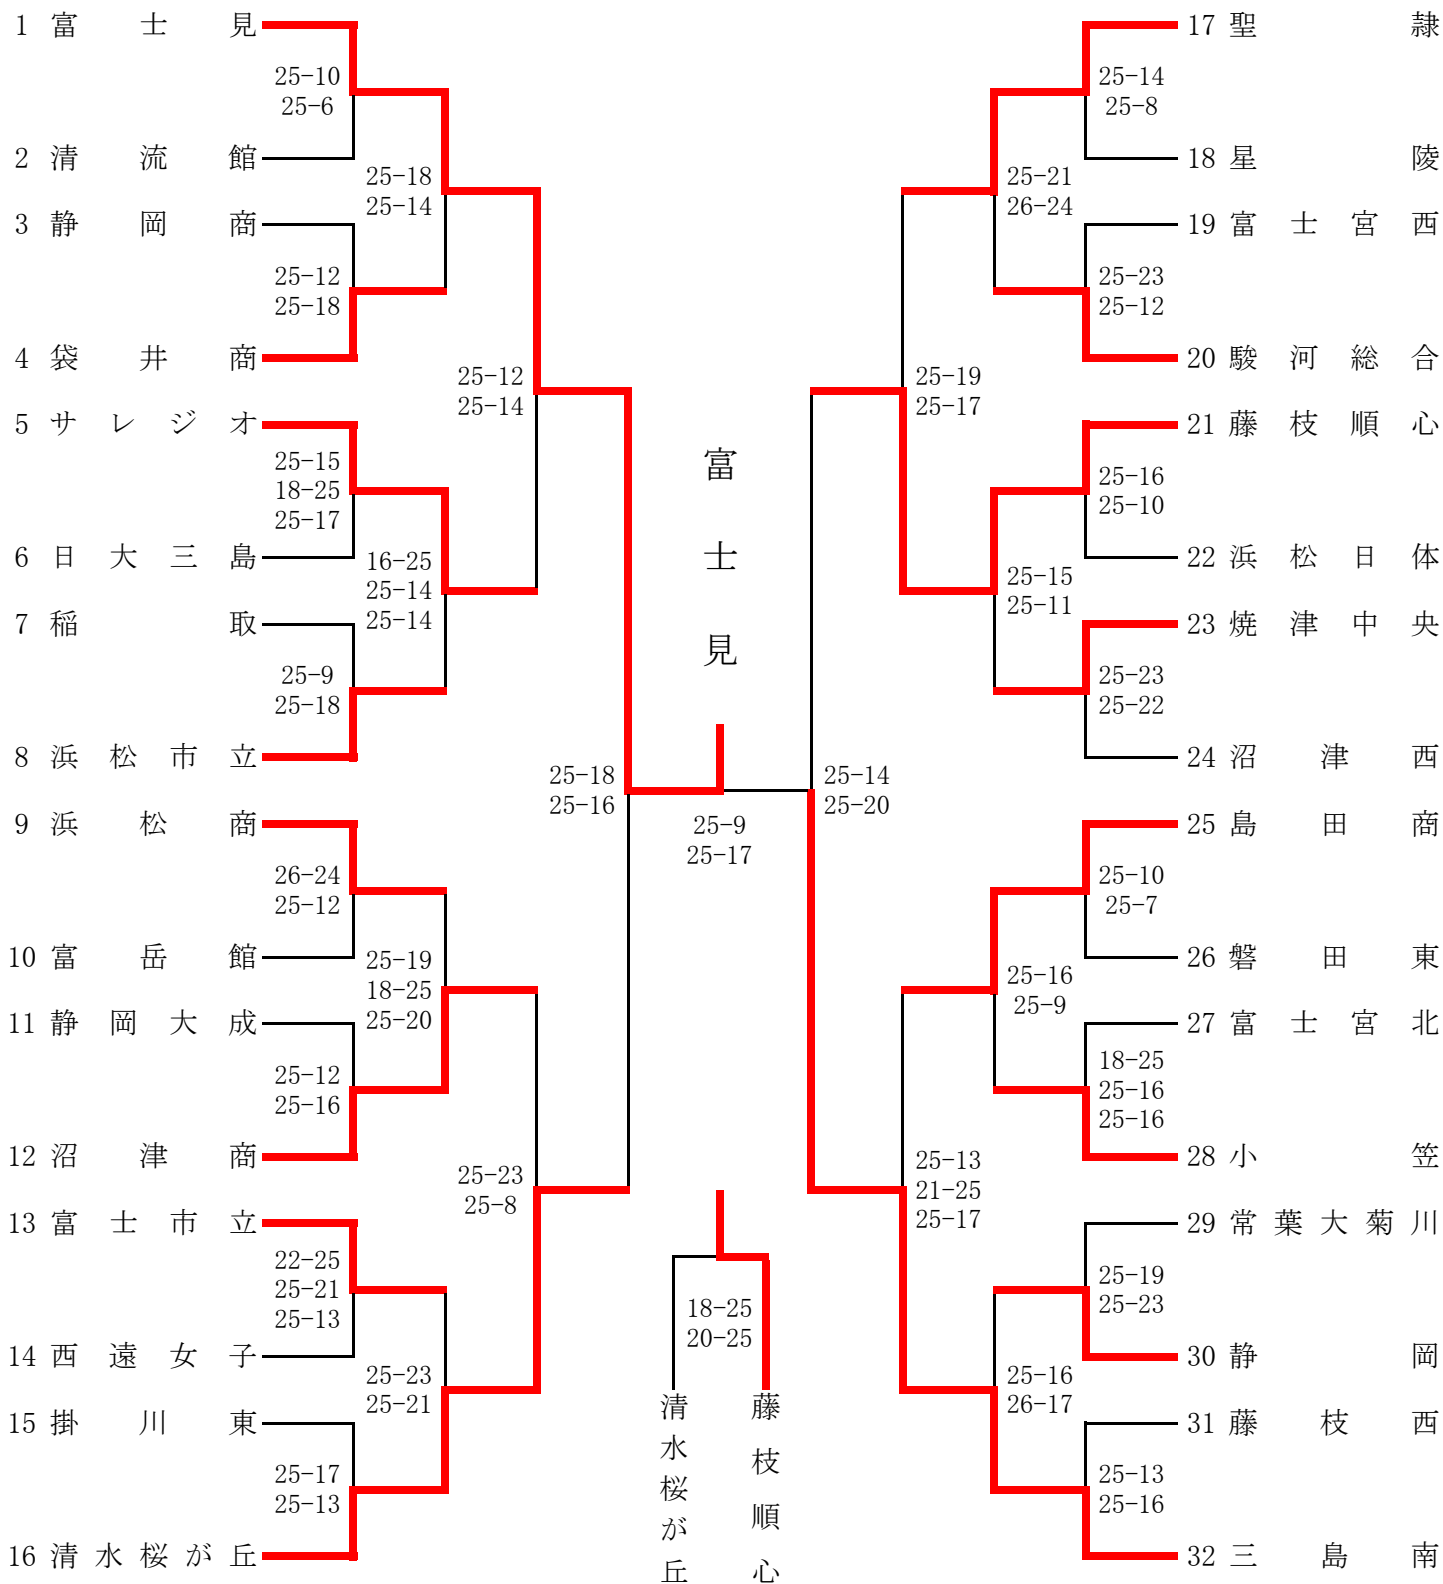 1 富士見
25-10
25-6
2 清流館
25-18
25-14
3 静岡商
25-12
25-18
4 袋井商
25-12
25-14
5 サレジオ
25-15
18-25
25-17
6 日大三島
16-25
25-14
25-14
7 稲取
25-9
25-18
8 浜松市立
25-18
25-16
9 浜松商
26-24
25-12
10 富岳館
25-19
18-25
25-20
11 静岡大成
25-12
25-16
12 沼津商
25-23
25-8
13 富士市立
22-25
25-21
25-13
14 西遠女子
25-23
25-21
15 掛川東
25-17
25-13
16 清水桜が丘
富士見
25-9
25-17
18-25
20-25
清水桜が丘
藤枝順心
17 聖隷
25-14
25-8
18 星陵
25-21
26-24
19 富士宮西
25-23
25-12
20 駿河総合
25-19
25-17
21 藤枝順心
25-16
25-10
22 浜松日体
25-15
25-11
23 焼津中央
25-23
25-22
24 沼津西
25-14
25-20
25 島田商
25-10
25-7
26 磐田東
25-16
25-9
27 富士宮北
18-25
25-16
25-16
28 小笠
25-13
21-25
25-17
29 常葉大菊川
25-19
25-23
30 静岡
25-16
26-17
31 藤枝西
25-13
25-16
32 三島南